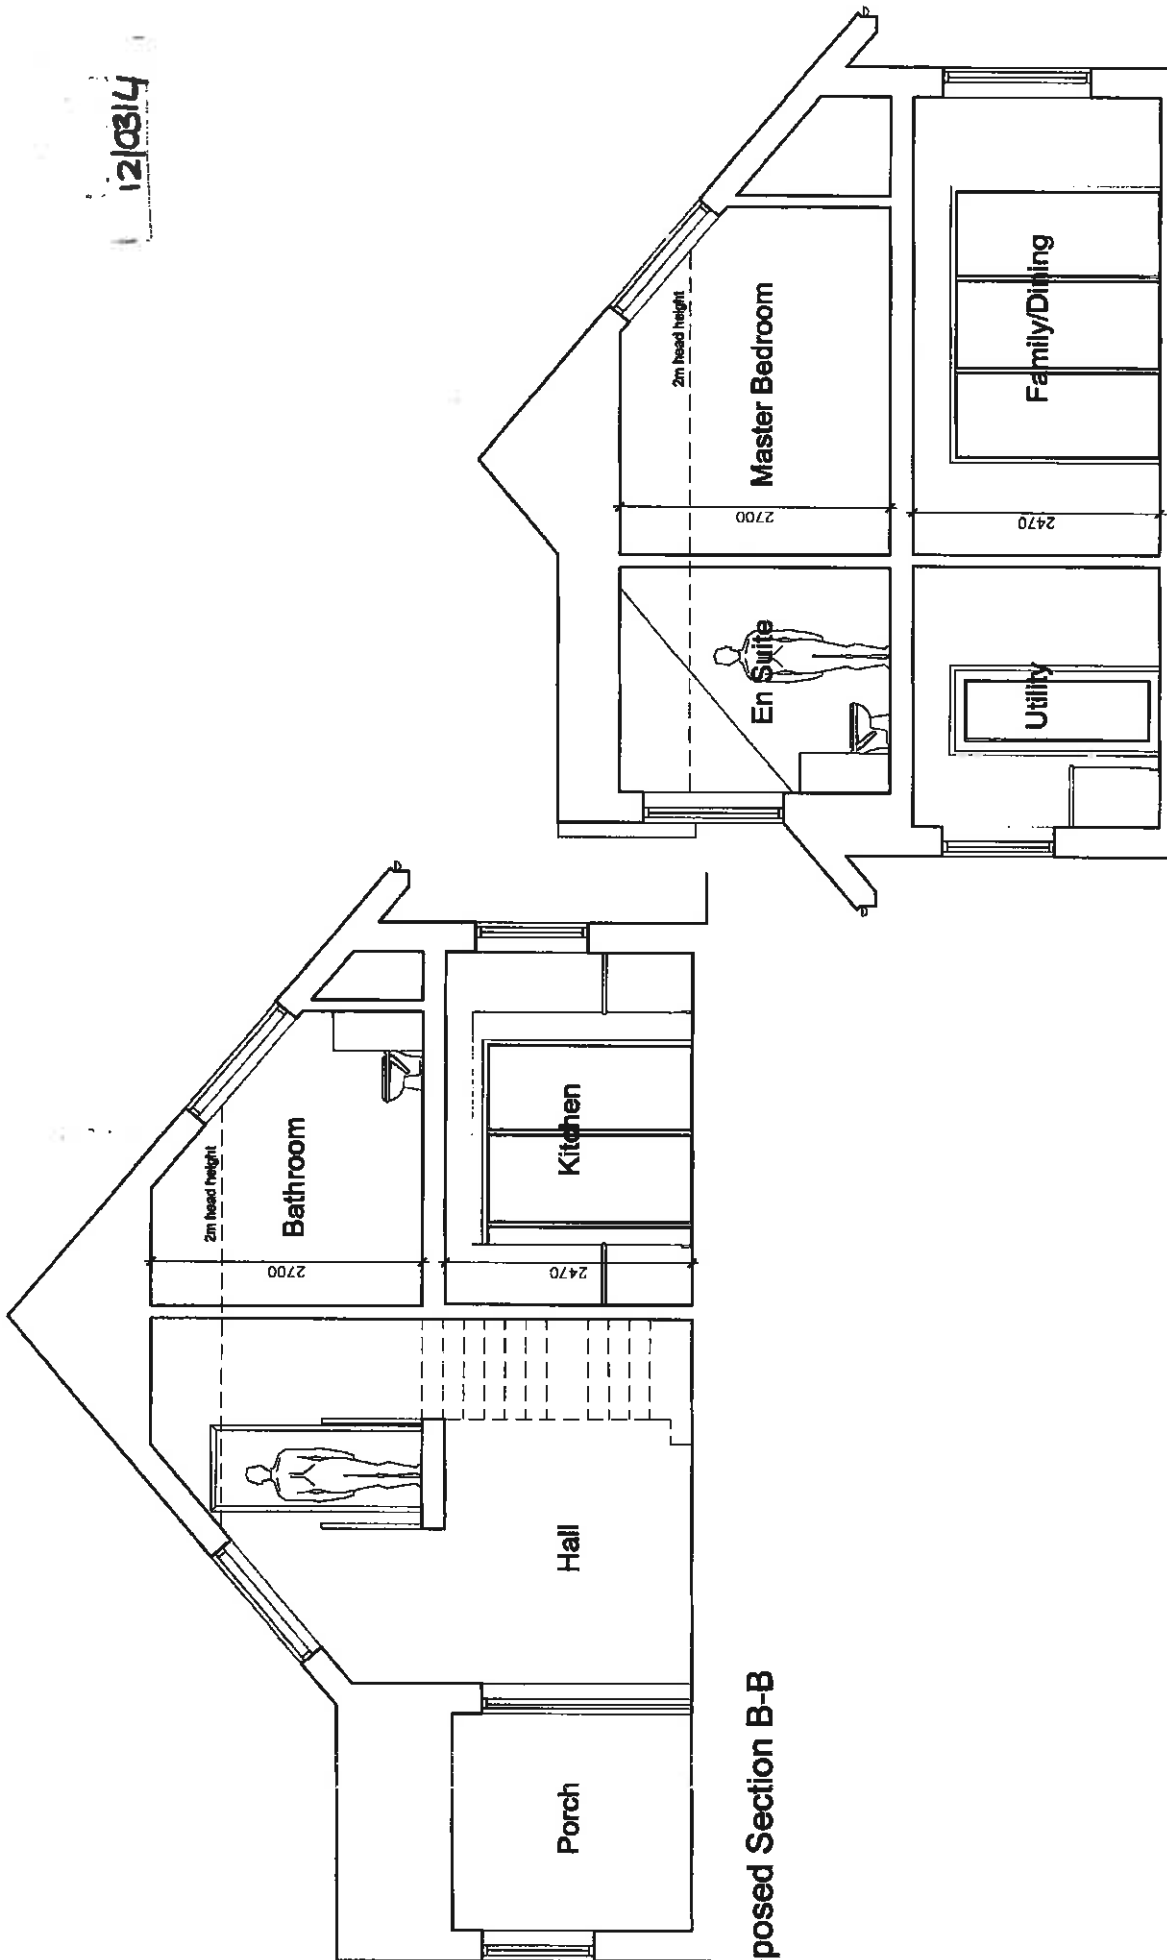 12/0314
2m head height
Bathroom
2700
Kitchen
2470
Hall
Porch
posed Section B-B
2m head height
Master Bedroom
2700
En Suite
Family/Dining
2470
Utility